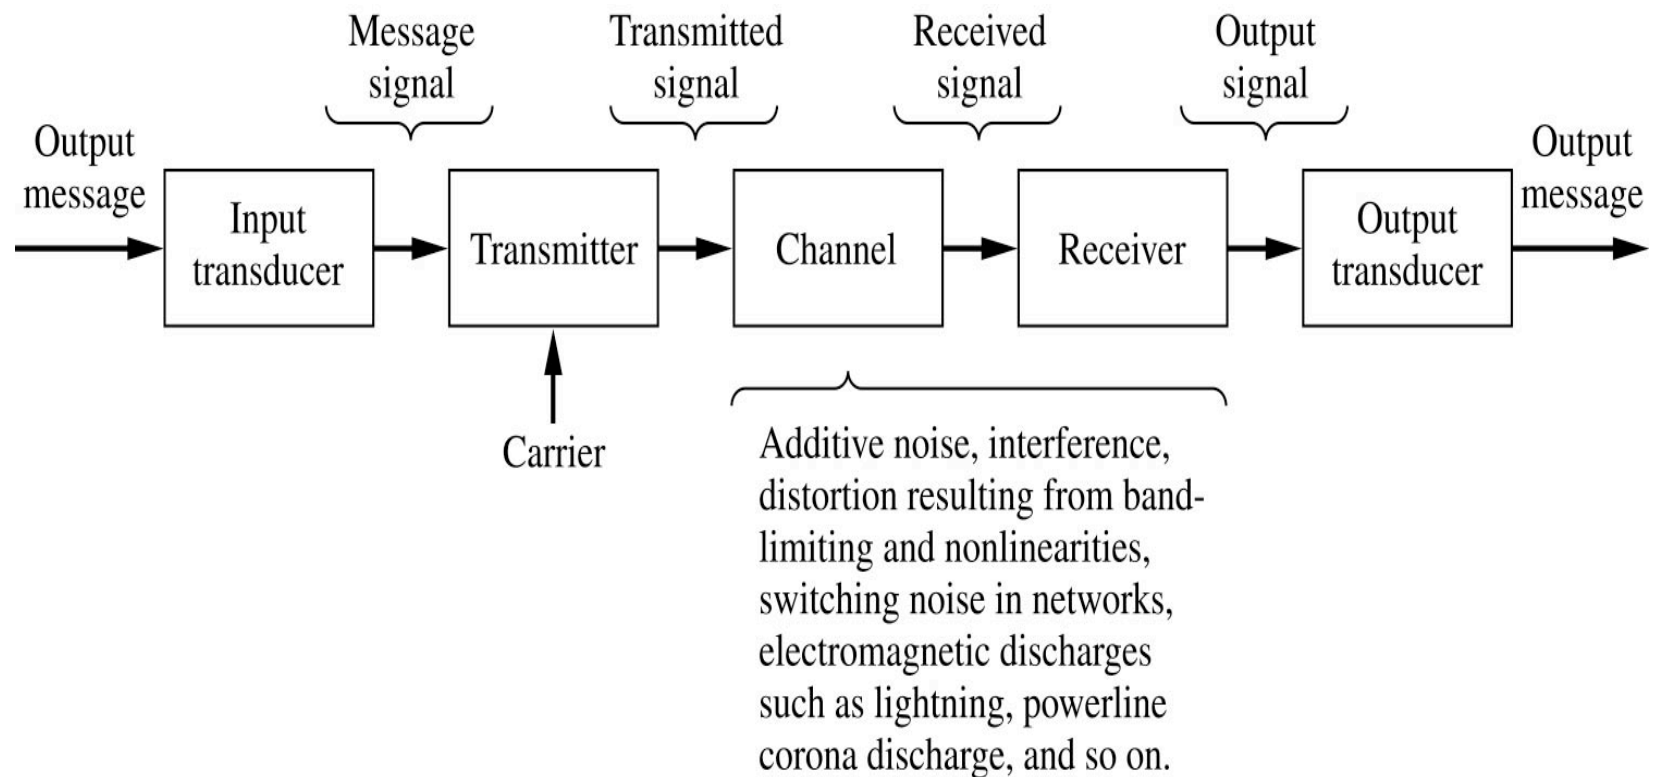 Message
signal
Transmitted
signal
Received
signal
Output
signal
Output
message
Input
transducer
Transmitter
Channel
Receiver
Output
transducer
Output
message
Carrier
Additive noise, interference,
distortion resulting from band-
limiting and nonlinearities,
switching noise in networks,
electromagnetic discharges
such as lightning, powerline
corona discharge, and so on.